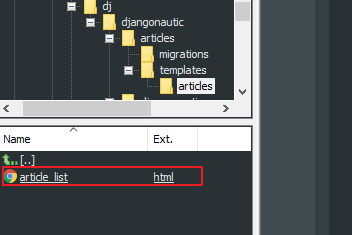 dj
djangonautic
articles
migrations
templates
articles
Name Ext.
[..]
article_list html